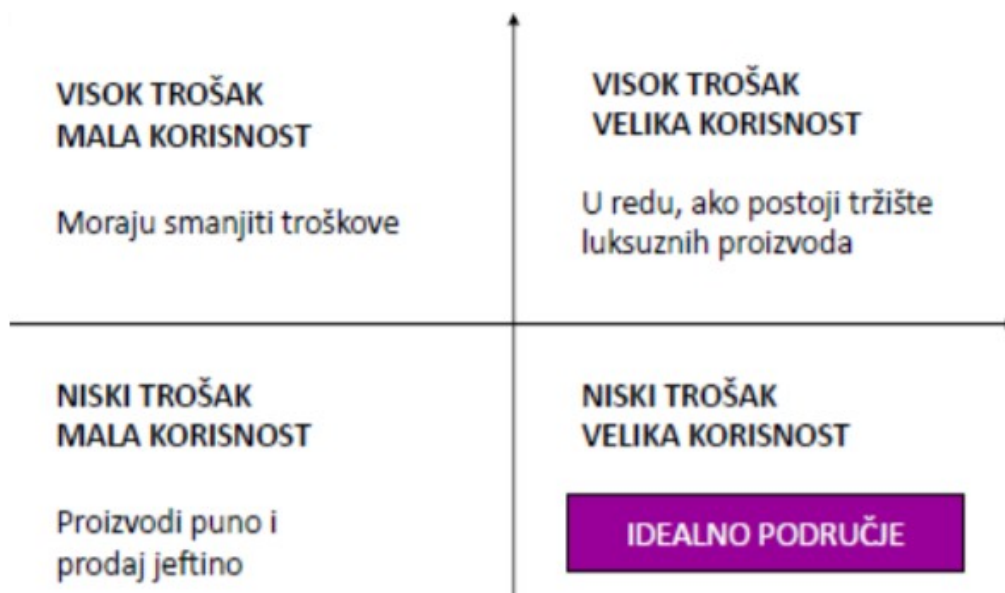 VISOK TROŠAK
MALA KORISNOST
Moraju smanjiti troškove
VISOK TROŠAK
VELIKA KORISNOST
U redu, ako postoji tržište
luksuznih proizvoda
NISKI TROŠAK
MALA KORISNOST
Proizvodi puno i
prodaj jeftino
NISKI TROŠAK
VELIKA KORISNOST
IDEALNO PODRUČJE